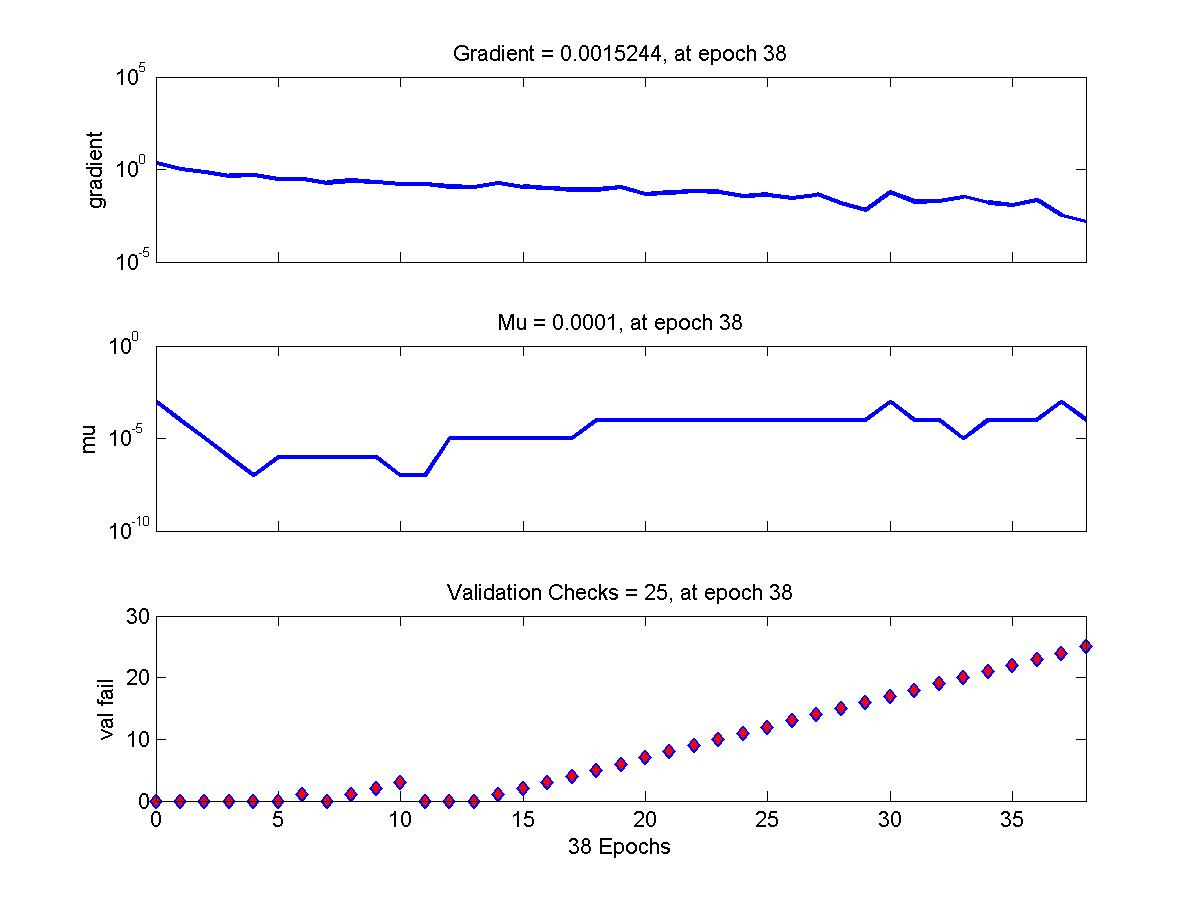 Gradient = 0.0015244, at epoch 38
10^5
10^0
10^-5
gradient
Mu = 0.0001, at epoch 38
10^0
10^-5
10^-10
mu
Validation Checks = 25, at epoch 38
30
20
10
0
val fail
0 5 10 15 20 25 30 35
38 Epochs